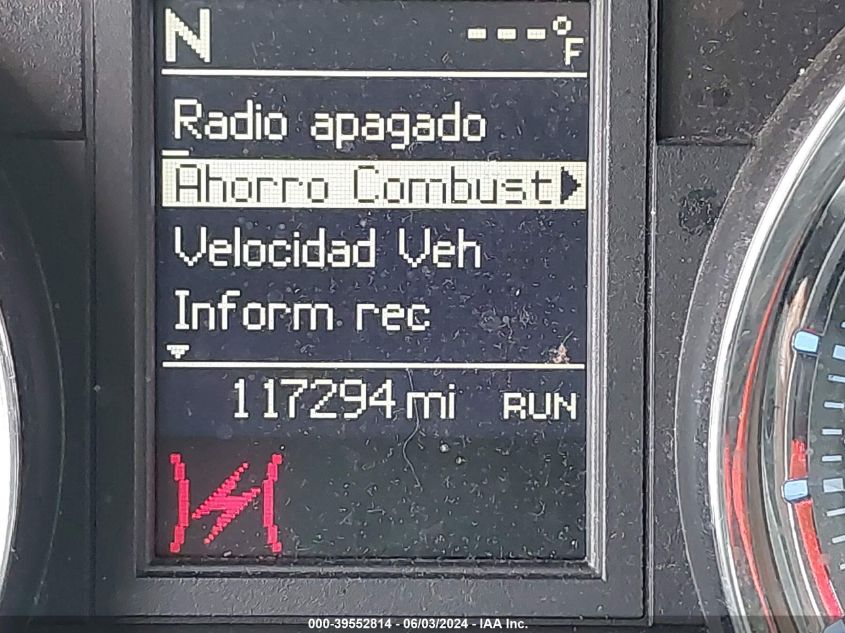 N ---°F
Radio apagado
Ahorro Combust
Velocidad Veh
Inform rec
117294 mi RUN
000-39552814 - 06/03/2024 - IAA Inc.